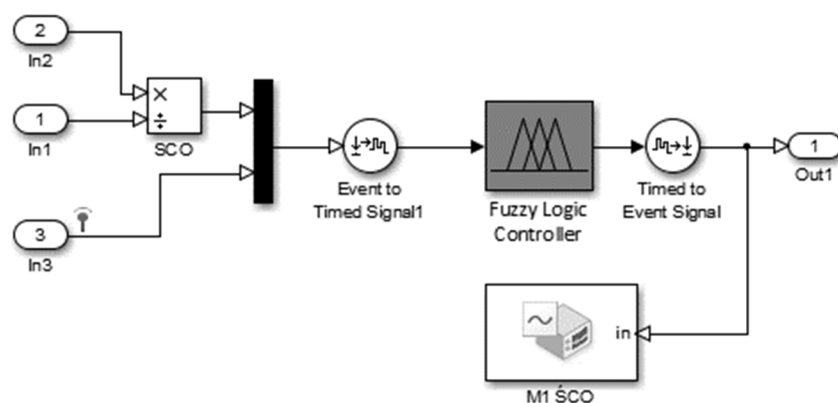 2
In2
×
÷
SCO
1
In1
3
In3
Event to
Timed Signal1
Fuzzy Logic
Controller
Timed to
Event Signal
1
Out1
in
M1 ŚCO